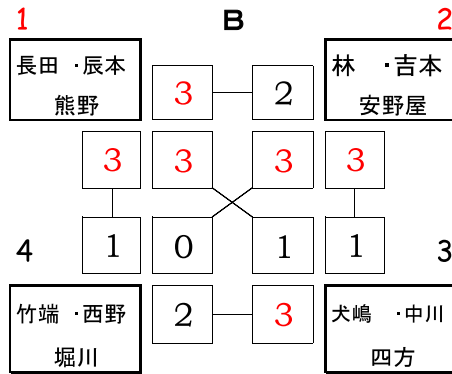 1 B 2
長田 ・辰本 3 2 林 ・吉本
熊野 安野屋
3 3 3 3
1 0 1 1
4 3
竹端 ・西野 2 3 犬嶋 ・中川
堀川 四方